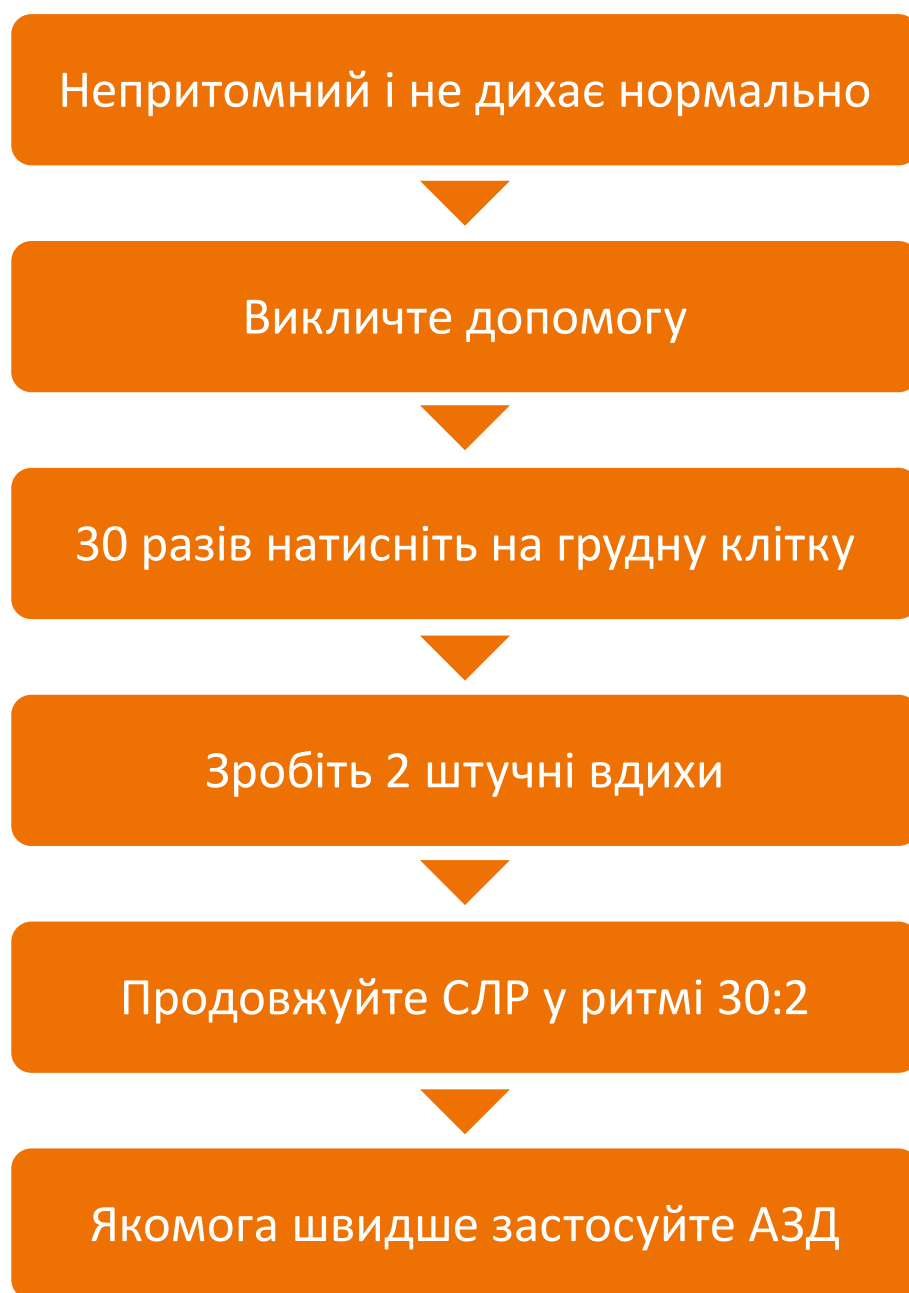 Непритомний і не дихає нормально
Викличте допомогу
30 разів натисніть на грудну клітку
Зробіть 2 штучні вдихи
Продовжуйте СЛР у ритмі 30:2
Якомога швидше застосуйте АЗД